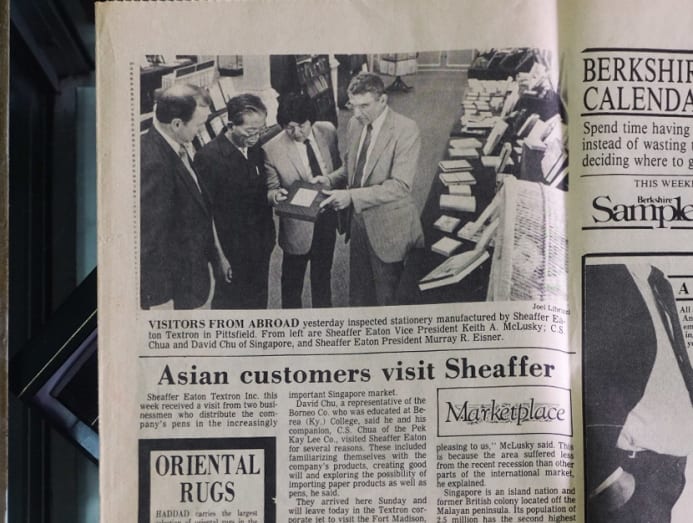 Joel Librizzi
VISITORS FROM ABROAD yesterday inspected stationery manufactured by Sheaffer Ea-
ton Textron in Pittsfield. From left are Sheaffer Eaton Vice President Keith A. McLusky; C.S.
Chua and David Chu of Singapore, and Sheaffer Eaton President Murray R. Eisner.
Asian customers visit Sheaffer
Sheaffer Eaton Textron Inc. this
week received a visit from two busi-
nessmen who distribute the com-
pany's pens in the increasingly
ORIENTAL
RUGS
HADDAD carries the largest
selection of oriental rugs in the
important Singapore market.
David Chu, a representative of the
Borneo Co. who was educated at Be-
rea (Ky.) College, said he and his
companion, C.S. Chua of the Pek
Kay Lee Co., visited Sheaffer Eaton
for several reasons. These included
familiarizing themselves with the
company's products, creating good
will and exploring the possibility of
importing paper products as well as
pens, he said.
They arrived here Sunday and
will leave today in the Textron cor-
porate jet to visit the Fort Madison,
Marketplace
pleasing to us," McLusky said. This
is because the area suffered less
from the recent recession than other
parts of the international market,
he explained.
Singapore is an island nation and
former British colony located off the
Malayan peninsula. Its population of
2.5 million has the second highest
BERKSHIR
CALENDA
Spend time having
instead of wasting
deciding where to g
THIS WEEK
Berkshire
Sample
A
All